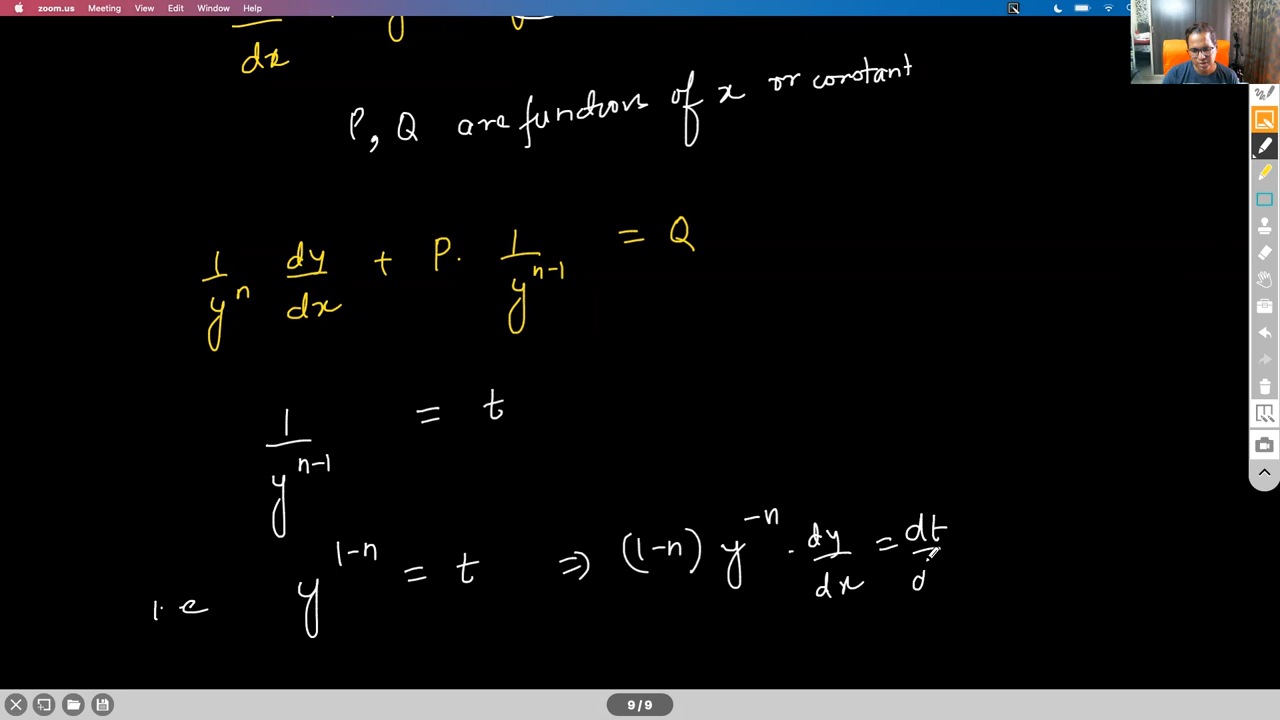 zoom.us Meeting View Edit Window Help
dx y
P, Q are functions of x or constant
1/y^n dy/dx + P. 1/y^{n-1} = Q
1/y^{n-1} = t
i.e y^{1-n} = t ⇒ (1-n) y^{-n} . dy/dx = dt/d
9/9